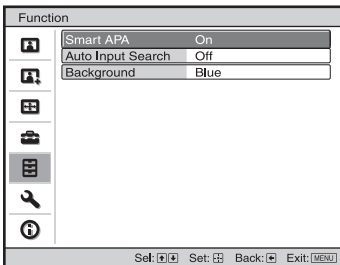 Function
Smart APA On
Auto Input Search Off
Background Blue
Sel: Set: Back: Exit: MENU